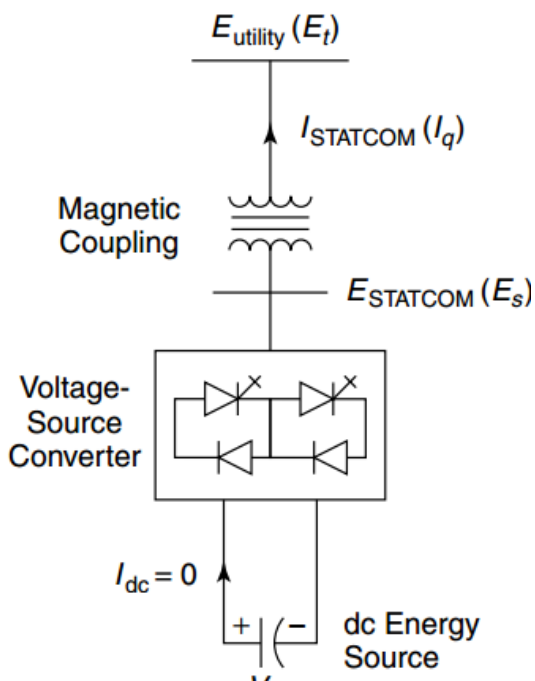 E_utility (E_t)
I_STATCOM (I_q)
Magnetic
Coupling
E_STATCOM (E_s)
Voltage-
Source
Converter
I_dc = 0
+ −
dc Energy
Source